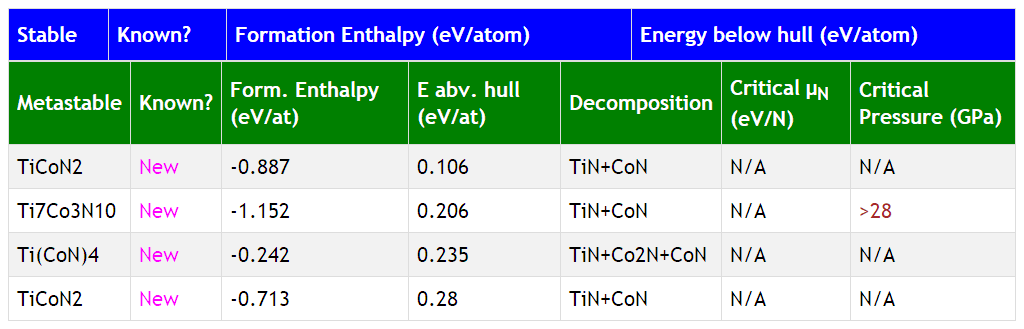 Stable Known? Formation Enthalpy (eV/atom) Energy below hull (eV/atom)
Metastable Known? Form. Enthalpy (eV/at) E abv. hull (eV/at) Decomposition Critical μN (eV/N) Critical Pressure (GPa)
TiCoN2 New -0.887 0.106 TiN+CoN N/A N/A
Ti7Co3N10 New -1.152 0.206 TiN+CoN N/A >28
Ti(CoN)4 New -0.242 0.235 TiN+Co2N+CoN N/A N/A
TiCoN2 New -0.713 0.28 TiN+CoN N/A N/A